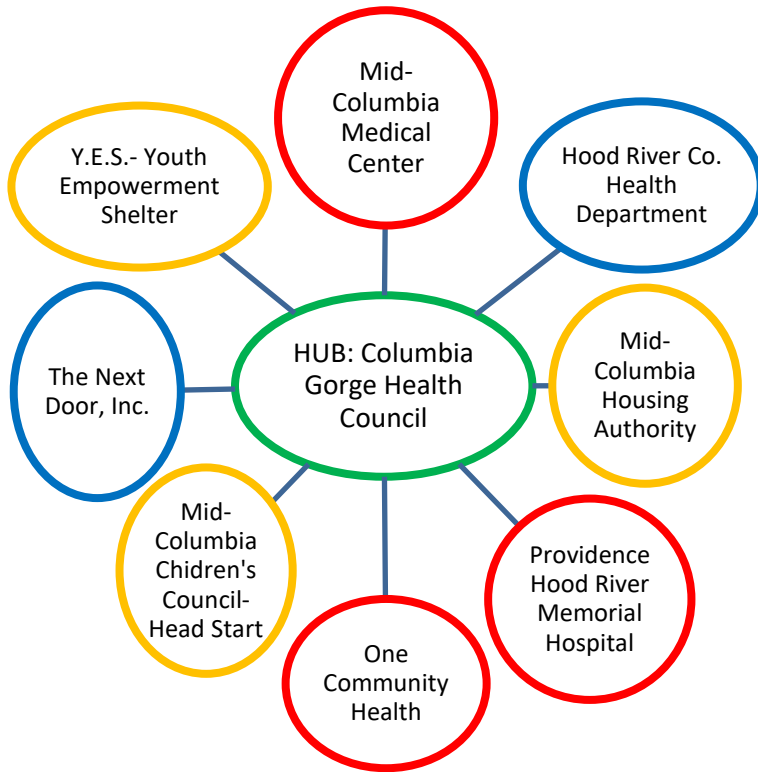 Mid-
Columbia
Medical
Center
Y.E.S.- Youth
Empowerment
Shelter
Hood River Co.
Health
Department
HUB: Columbia
Gorge Health
Council
Mid-
Columbia
Housing
Authority
The Next
Door, Inc.
Mid-
Columbia
Chidren's
Council-
Head Start
Providence
Hood River
Memorial
Hospital
One
Community
Health